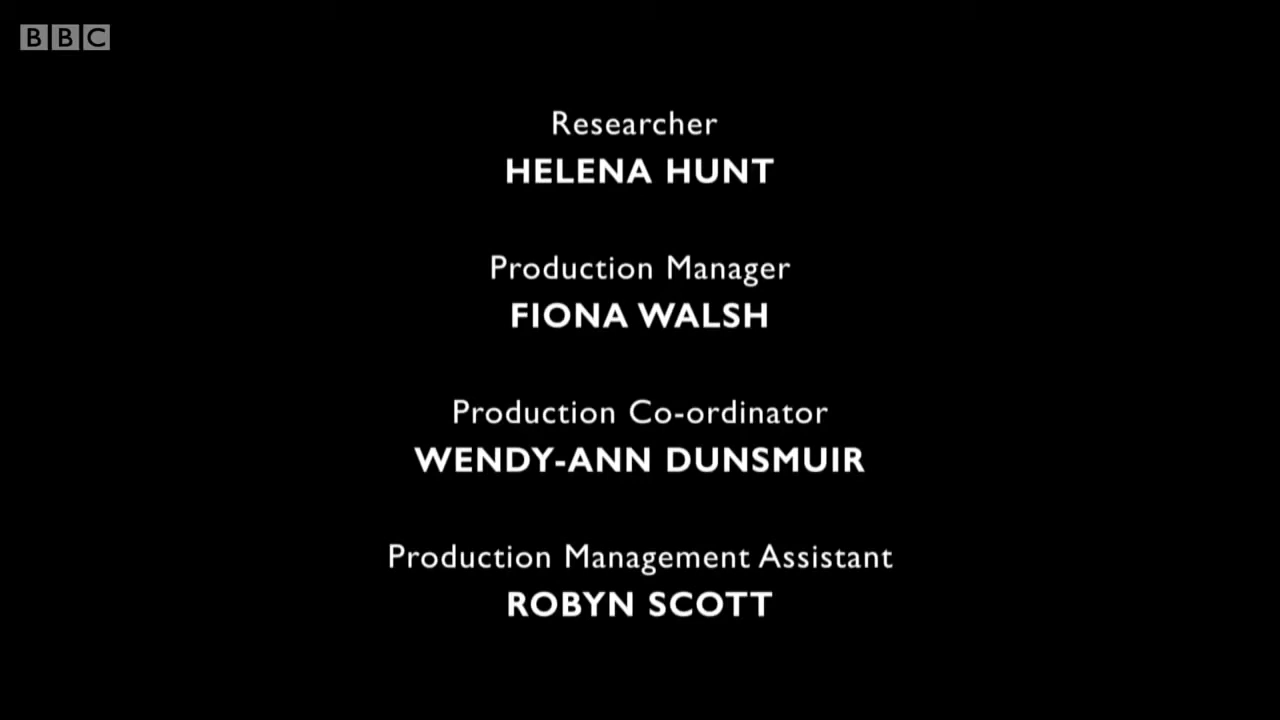 BBC
Researcher
HELENA HUNT
Production Manager
FIONA WALSH
Production Co-ordinator
WENDY-ANN DUNSMUIR
Production Management Assistant
ROBYN SCOTT